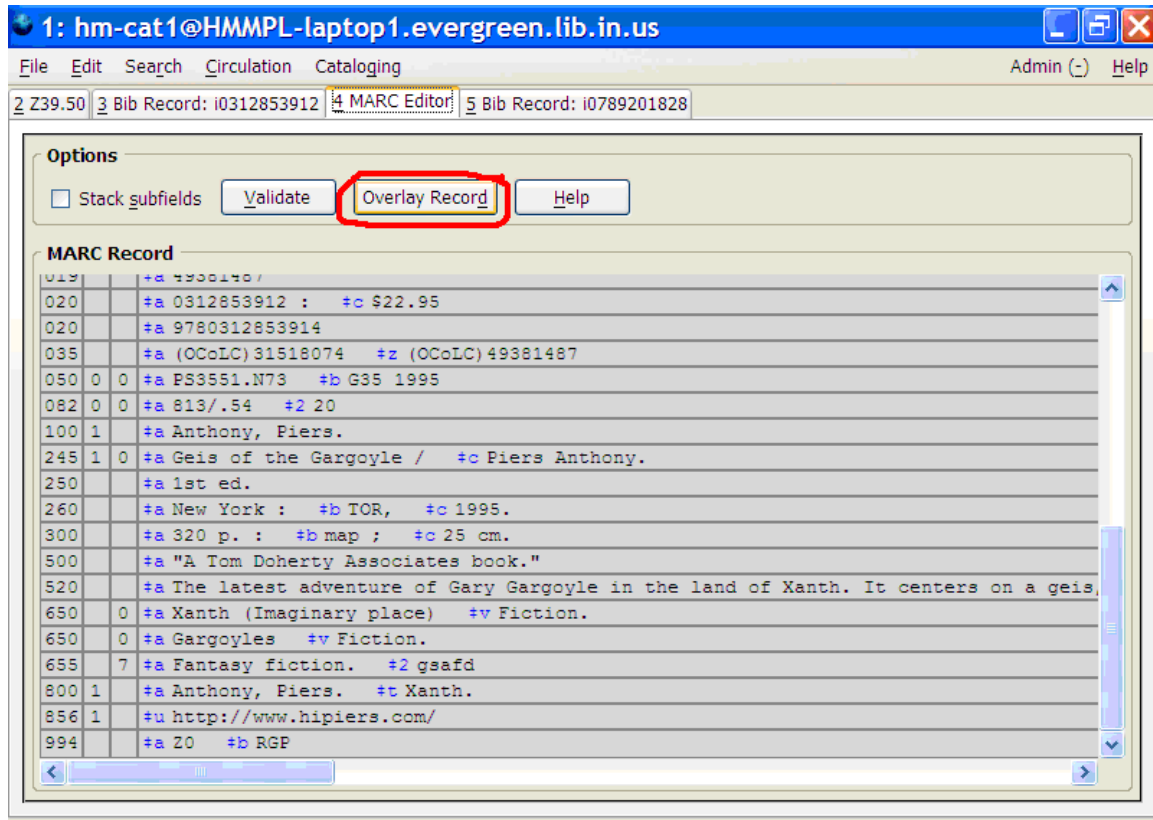 1: hm-cat1@HMMPL-laptop1.evergreen.lib.in.us
File Edit Search Circulation Cataloging Admin (-) Help
2 Z39.50 3 Bib Record: i0312853912 4 MARC Editor 5 Bib Record: i0789201828
Options
Stack subfields Validate Overlay Record Help
MARC Record
019 ‡a 49381487
020 ‡a 0312853912 : ‡c $22.95
020 ‡a 9780312853914
035 ‡a (OCoLC)31518074 ‡z (OCoLC)49381487
050 0 0 ‡a PS3551.N73 ‡b G35 1995
082 0 0 ‡a 813/.54 ‡2 20
100 1 ‡a Anthony, Piers.
245 1 0 ‡a Geis of the Gargoyle / ‡c Piers Anthony.
250 ‡a 1st ed.
260 ‡a New York : ‡b TOR, ‡c 1995.
300 ‡a 320 p. : ‡b map ; ‡c 25 cm.
500 ‡a "A Tom Doherty Associates book."
520 ‡a The latest adventure of Gary Gargoyle in the land of Xanth. It centers on a geis,
650 0 ‡a Xanth (Imaginary place) ‡v Fiction.
650 0 ‡a Gargoyles ‡v Fiction.
655 7 ‡a Fantasy fiction. ‡2 gsafd
800 1 ‡a Anthony, Piers. ‡t Xanth.
856 1 ‡u http://www.hipiers.com/
994 ‡a Z0 ‡b RGP